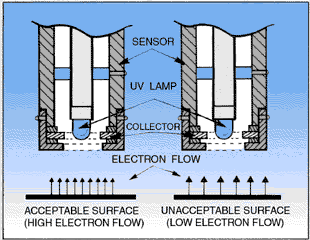 SENSOR
UV LAMP
COLLECTOR
ELECTRON FLOW
ACCEPTABLE SURFACE
(HIGH ELECTRON FLOW)
UNACCEPTABLE SURFACE
(LOW ELECTRON FLOW)